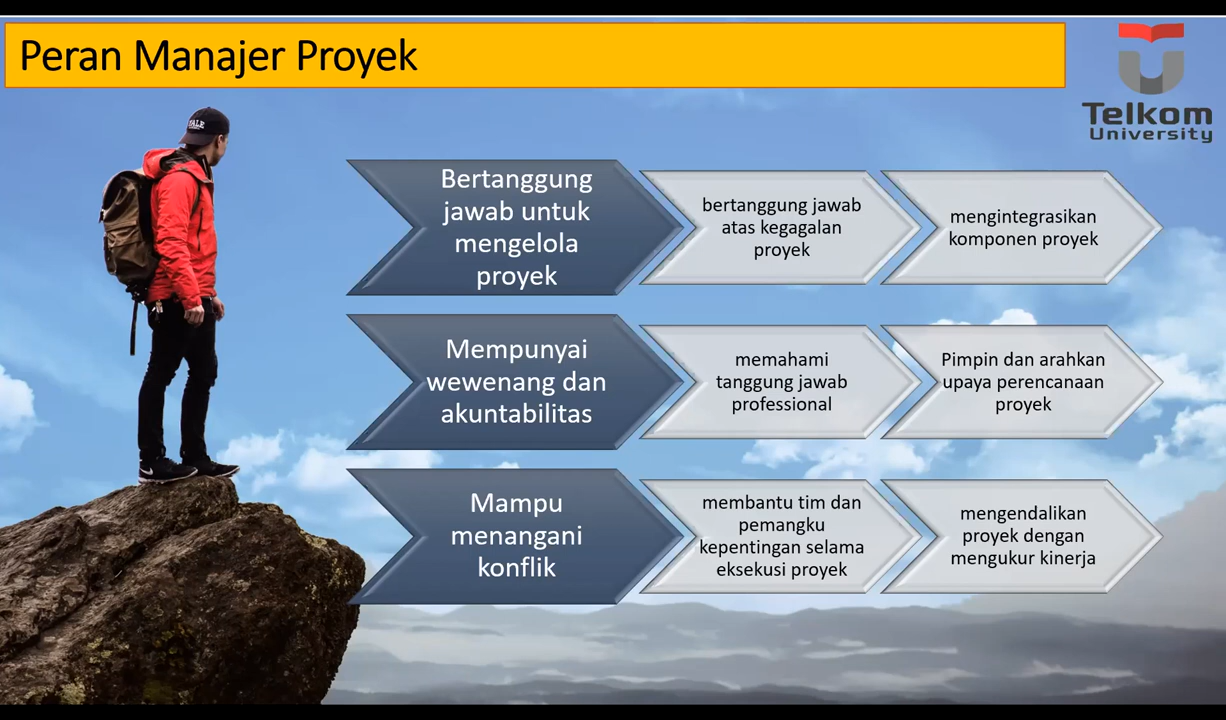 Peran Manajer Proyek
Telkom
University
Bertanggung
jawab untuk
mengelola
proyek
bertanggung jawab
atas kegagalan
proyek
mengintegrasikan
komponen proyek
Mempunyai
wewenang dan
akuntabilitas
memahami
tanggung jawab
professional
Pimpin dan arahkan
upaya perencanaan
proyek
Mampu
menangani
konflik
membantu tim dan
pemangku
kepentingan selama
eksekusi proyek
mengendalikan
proyek dengan
mengukur kinerja